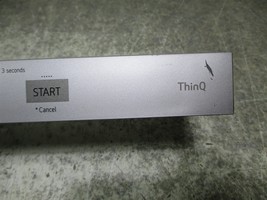 3 seconds
START
* Cancel
ThinQ